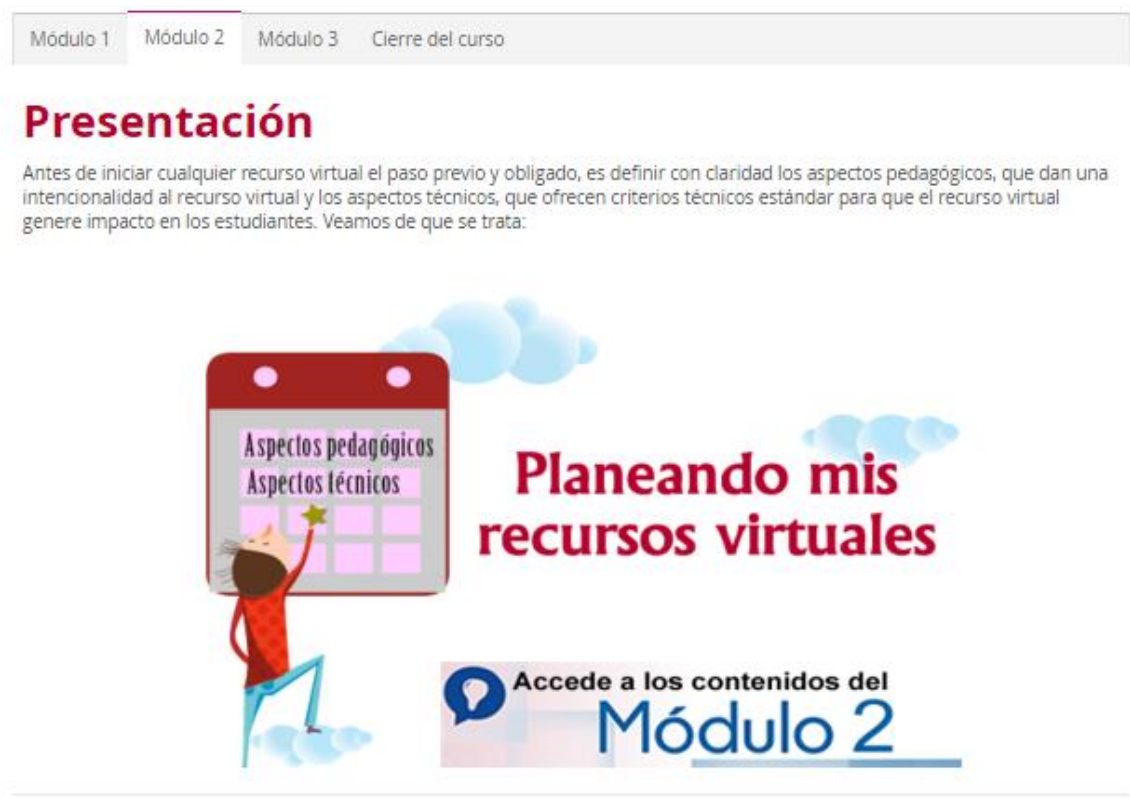 Módulo 1 Módulo 2 Módulo 3 Cierre del curso
Presentación
Antes de iniciar cualquier recurso virtual el paso previo y obligado, es definir con claridad los aspectos pedagógicos, que dan una
intencionalidad al recurso virtual y los aspectos técnicos, que ofrecen criterios técnicos estándar para que el recurso virtual
genere impacto en los estudiantes. Veamos de que se trata:
Aspectos pedagógicos
Aspectos técnicos
Planeando mis
recursos virtuales
Accede a los contenidos del
Módulo 2